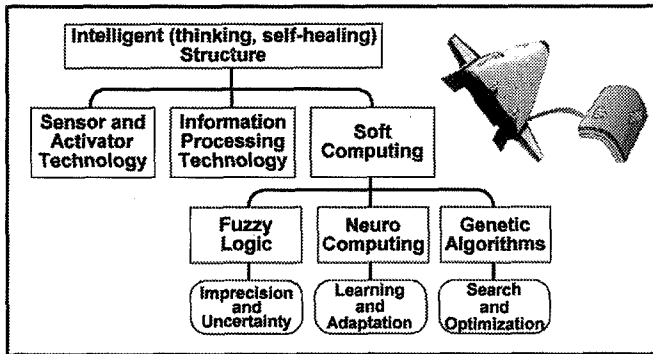 Intelligent (thinking, self-healing)
Structure
Sensor and
Activator
Technology
Information
Processing
Technology
Soft
Computing
Fuzzy
Logic
Neuro
Computing
Genetic
Algorithms
Imprecision
and
Uncertainty
Learning
and
Adaptation
Search
and
Optimization